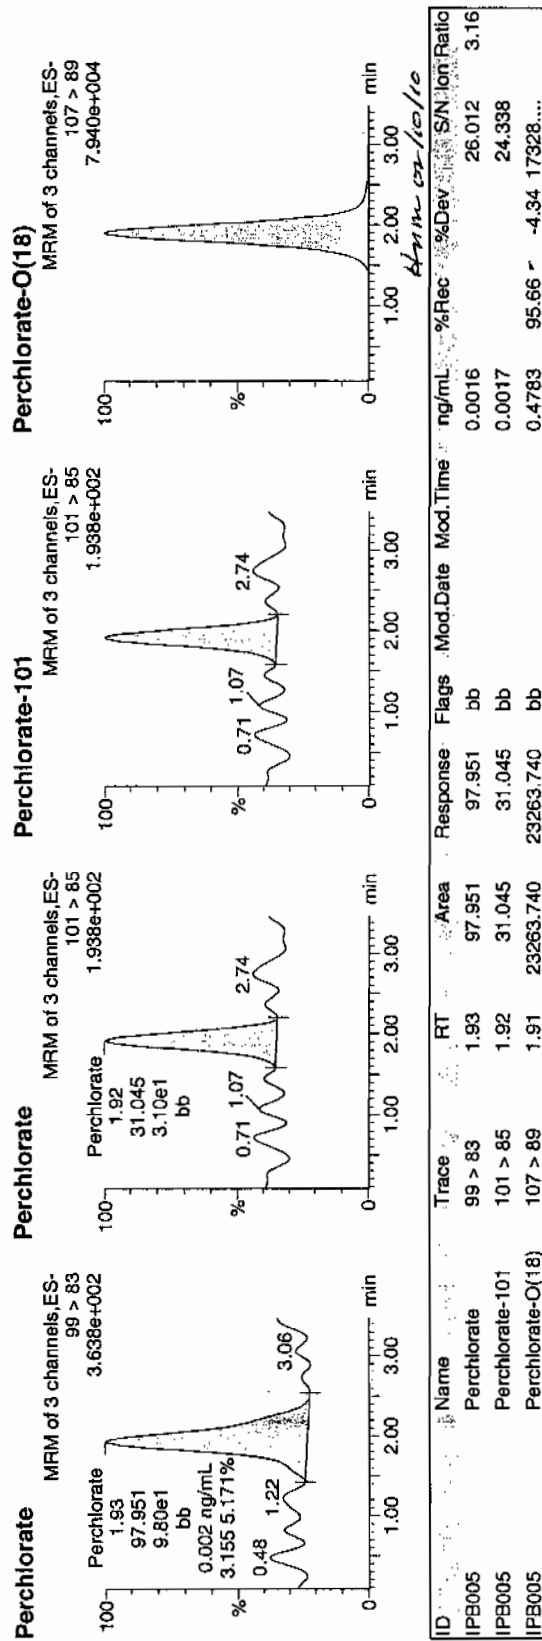 Perchlorate
MRM of 3 channels,ES-
99 > 83
3.638e+002
100
Perchlorate
1.93
97.951
9.80e1
bb
0.002 ng/mL
3.155 5.171%
%
0.48
1.22
3.06
0
1.00
2.00
3.00
min
Perchlorate
MRM of 3 channels,ES-
101 > 85
1.938e+002
100
Perchlorate
1.92
31.045
3.10e1
bb
%
0.71
1.07
2.74
0
1.00
2.00
3.00
min
Perchlorate-101
MRM of 3 channels,ES-
101 > 85
1.938e+002
100
%
0.71
1.07
2.74
0
1.00
2.00
3.00
min
Perchlorate-O(18)
MRM of 3 channels,ES-
107 > 89
7.940e+004
100
%
0
1.00
2.00
3.00
min
ID Name Trace RT Area Response Flags Mod.Date Mod.Time ng/mL %Rec %Dev S/N Ion Ratio
IPB005 Perchlorate 99 > 83 1.93 97.951 97.951 bb 0.0016 26.012 3.16
IPB005 Perchlorate-101 101 > 85 1.92 31.045 31.045 bb 0.0017 24.338
IPB005 Perchlorate-O(18) 107 > 89 1.91 23263.740 23263.740 bb 0.4783 95.66 -4.34 17328....